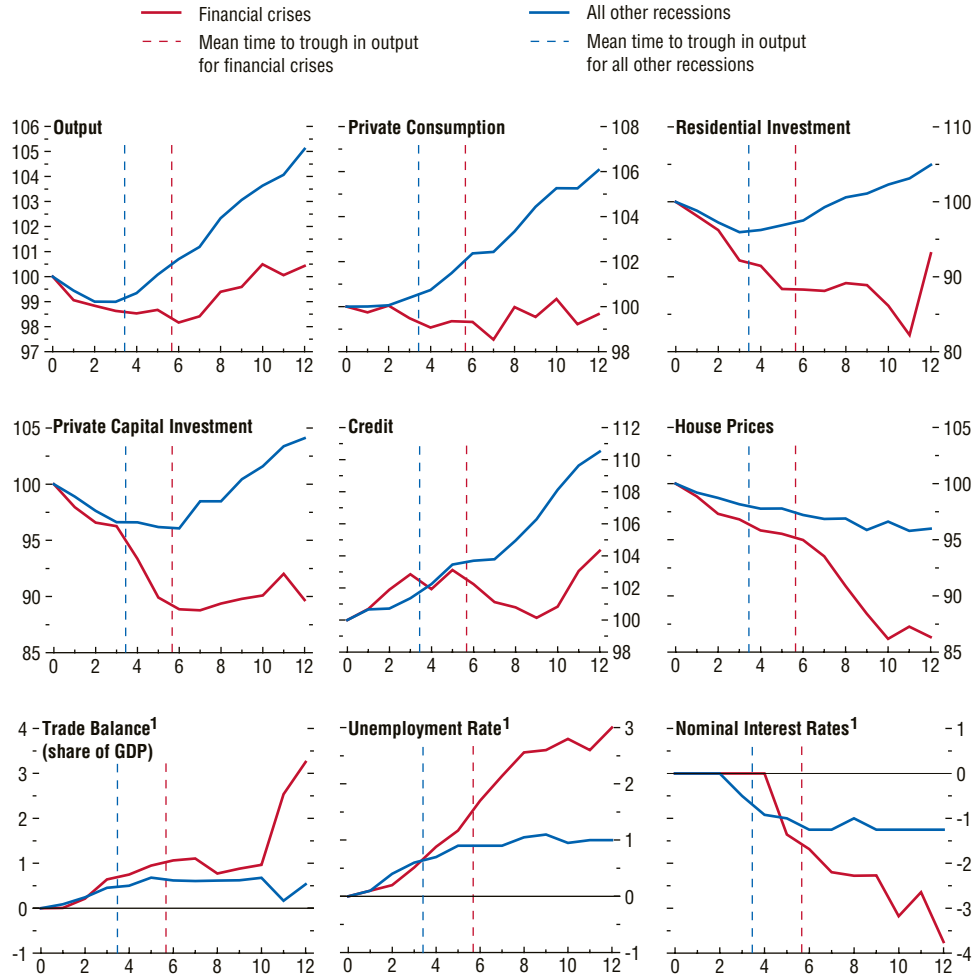 Financial crises
Mean time to trough in output
for financial crises
All other recessions
Mean time to trough in output
for all other recessions
Output
106
105
104
103
102
101
100
99
98
97
0 2 4 6 8 10 12
Private Consumption
108
106
104
102
100
98
0 2 4 6 8 10 12
Residential Investment
110
100
90
80
0 2 4 6 8 10 12
Private Capital Investment
105
100
95
90
85
0 2 4 6 8 10 12
Credit
112
110
108
106
104
102
100
98
0 2 4 6 8 10 12
House Prices
105
100
95
90
85
0 2 4 6 8 10 12
Trade Balance¹
(share of GDP)
4
3
2
1
0
-1
0 2 4 6 8 10 12
Unemployment Rate¹
3
2
1
0
-1
0 2 4 6 8 10 12
Nominal Interest Rates¹
1
0
-1
-2
-3
-4
0 2 4 6 8 10 12